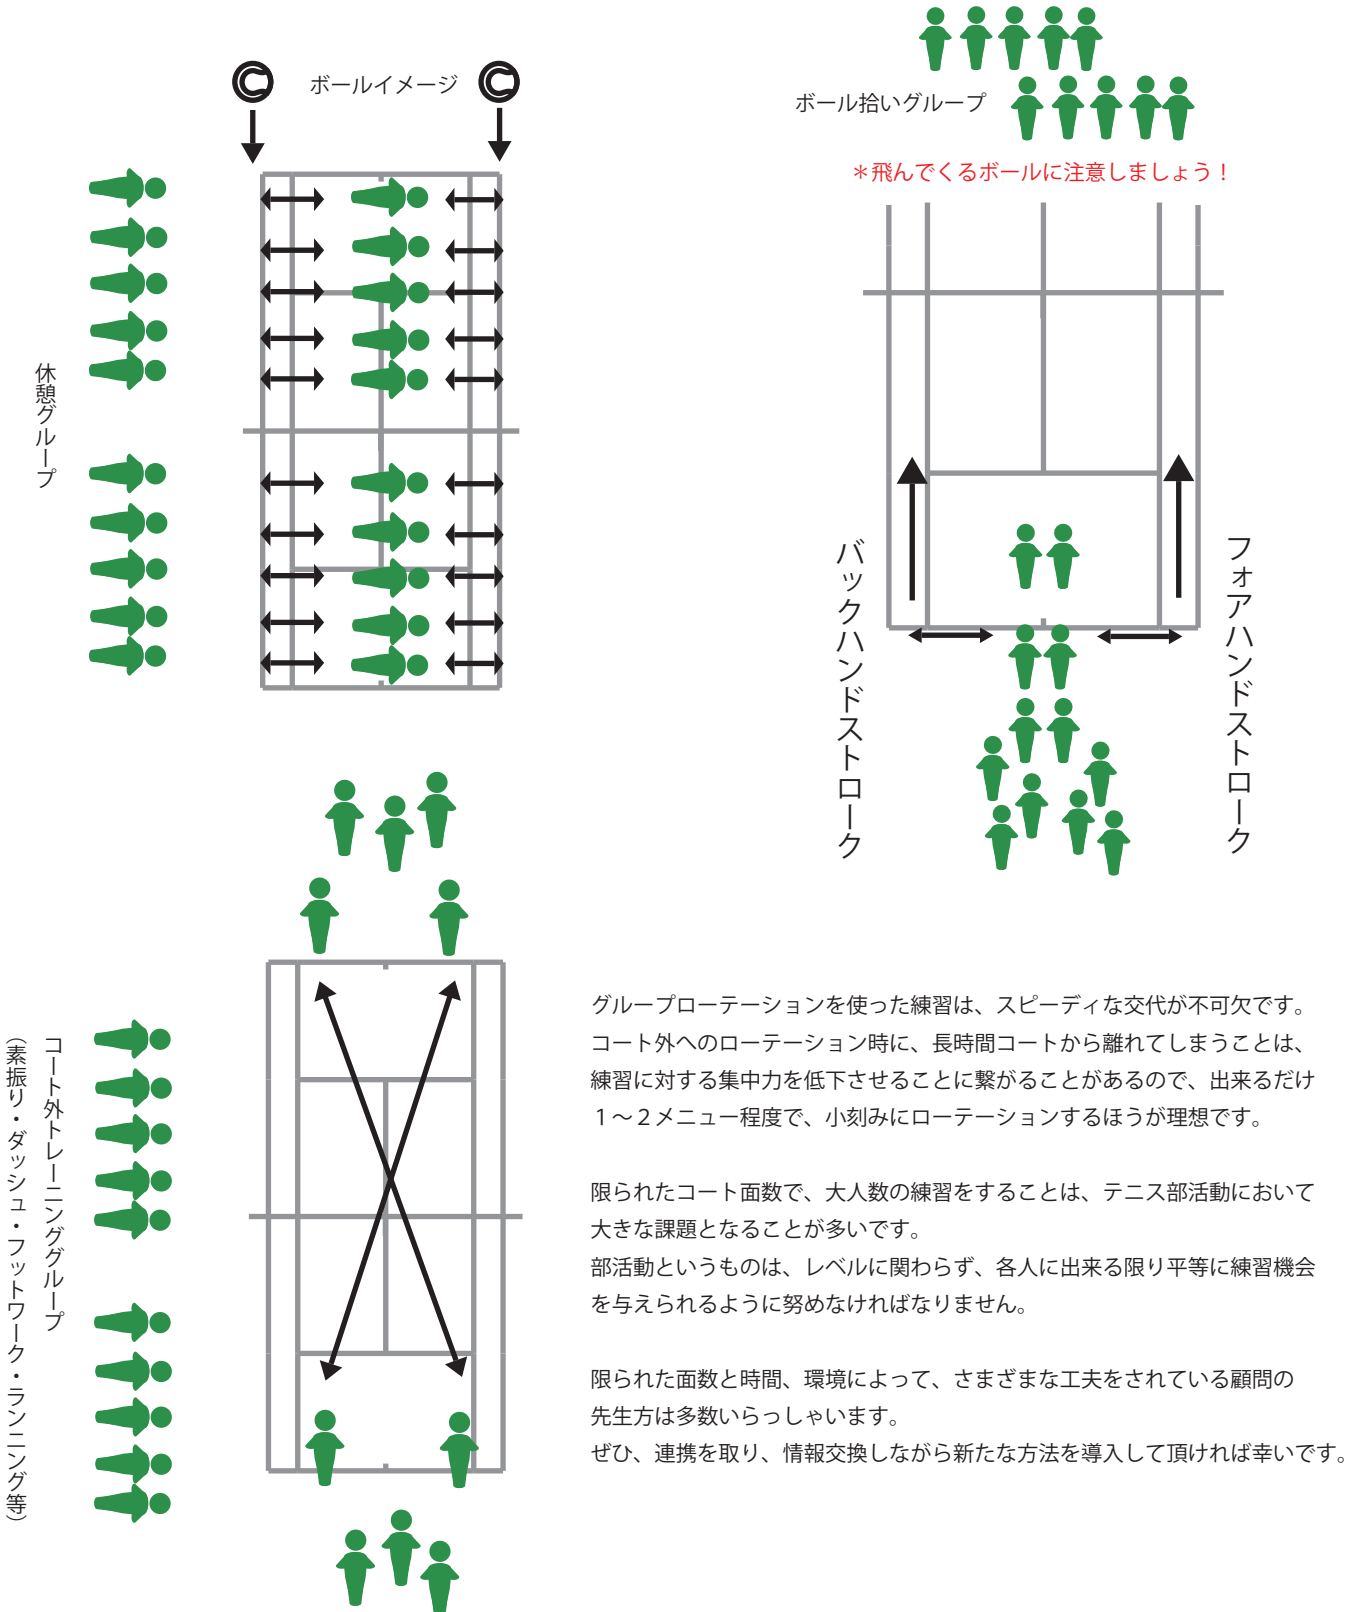 ボールイメージ
ボール拾いグループ
＊飛んでくるボールに注意しましょう！
休憩グループ
バックハンドストローク
フォアハンドストローク
コート外トレーニンググループ
（素振り・ダッシュ・フットワーク・ランニング等）
グループローテーションを使った練習は、スピーディな交代が不可欠です。
コート外へのローテーション時に、長時間コートから離れてしまうことは、
練習に対する集中力を低下させることに繋がることがあるので、出来るだけ
１～２メニュー程度で、小刻みにローテーションするほうが理想です。
限られたコート面数で、大人数の練習をすることは、テニス部活動において
大きな課題となることが多いです。
部活動というものは、レベルに関わらず、各人に出来る限り平等に練習機会
を与えられるように努めなければなりません。
限られた面数と時間、環境によって、さまざまな工夫をされている顧問の
先生方は多数いらっしゃいます。
ぜひ、連携を取り、情報交換しながら新たな方法を導入して頂ければ幸いです。